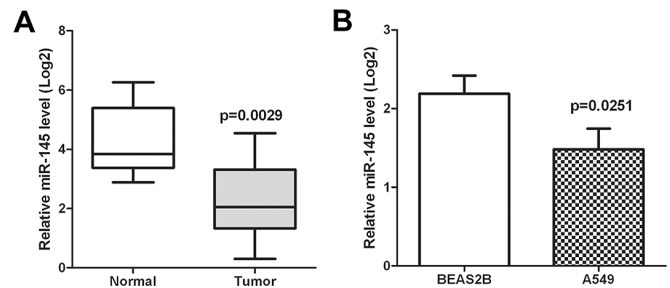 A
Relative miR-145 level (Log2)
8
6
4
2
0
p=0.0029
Normal
Tumor
B
Relative miR-145 level (Log2)
3
2
1
0
p=0.0251
BEAS2B
A549